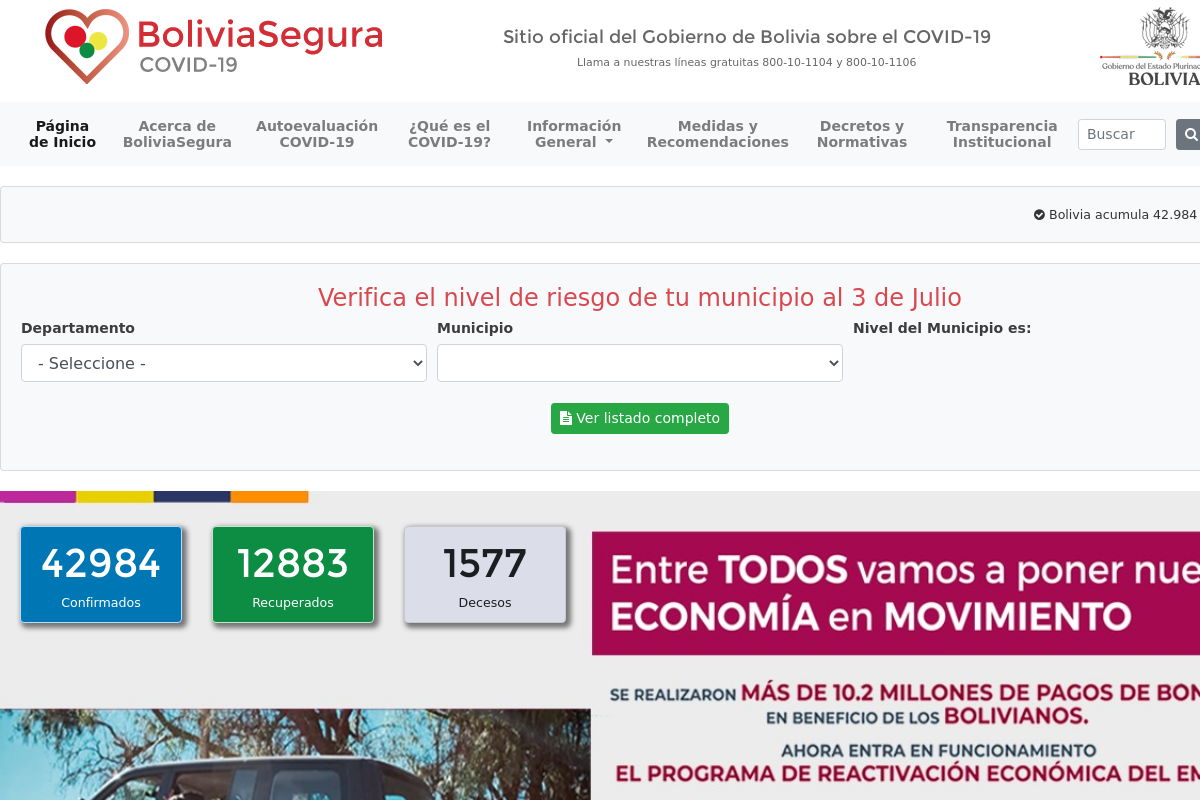 BoliviaSegura
COVID-19
Sitio oficial del Gobierno de Bolivia sobre el COVID-19
Llama a nuestras líneas gratuitas 800-10-1104 y 800-10-1106
Gobierno del Estado Plurinac
BOLIVIA
Página
de Inicio
Acerca de
BoliviaSegura
Autoevaluación
COVID-19
¿Qué es el
COVID-19?
Información
General
Medidas y
Recomendaciones
Decretos y
Normativas
Transparencia
Institucional
Buscar
Bolivia acumula 42.984
Verifica el nivel de riesgo de tu municipio al 3 de Julio
Departamento
Municipio
Nivel del Municipio es:
- Seleccione -
Ver listado completo
42984
Confirmados
12883
Recuperados
1577
Decesos
Entre TODOS vamos a poner nue
ECONOMÍA en MOVIMIENTO
SE REALIZARON MÁS DE 10.2 MILLONES DE PAGOS DE BON
EN BENEFICIO DE LOS BOLIVIANOS.
AHORA ENTRA EN FUNCIONAMIENTO
EL PROGRAMA DE REACTIVACIÓN ECONÓMICA DEL EM